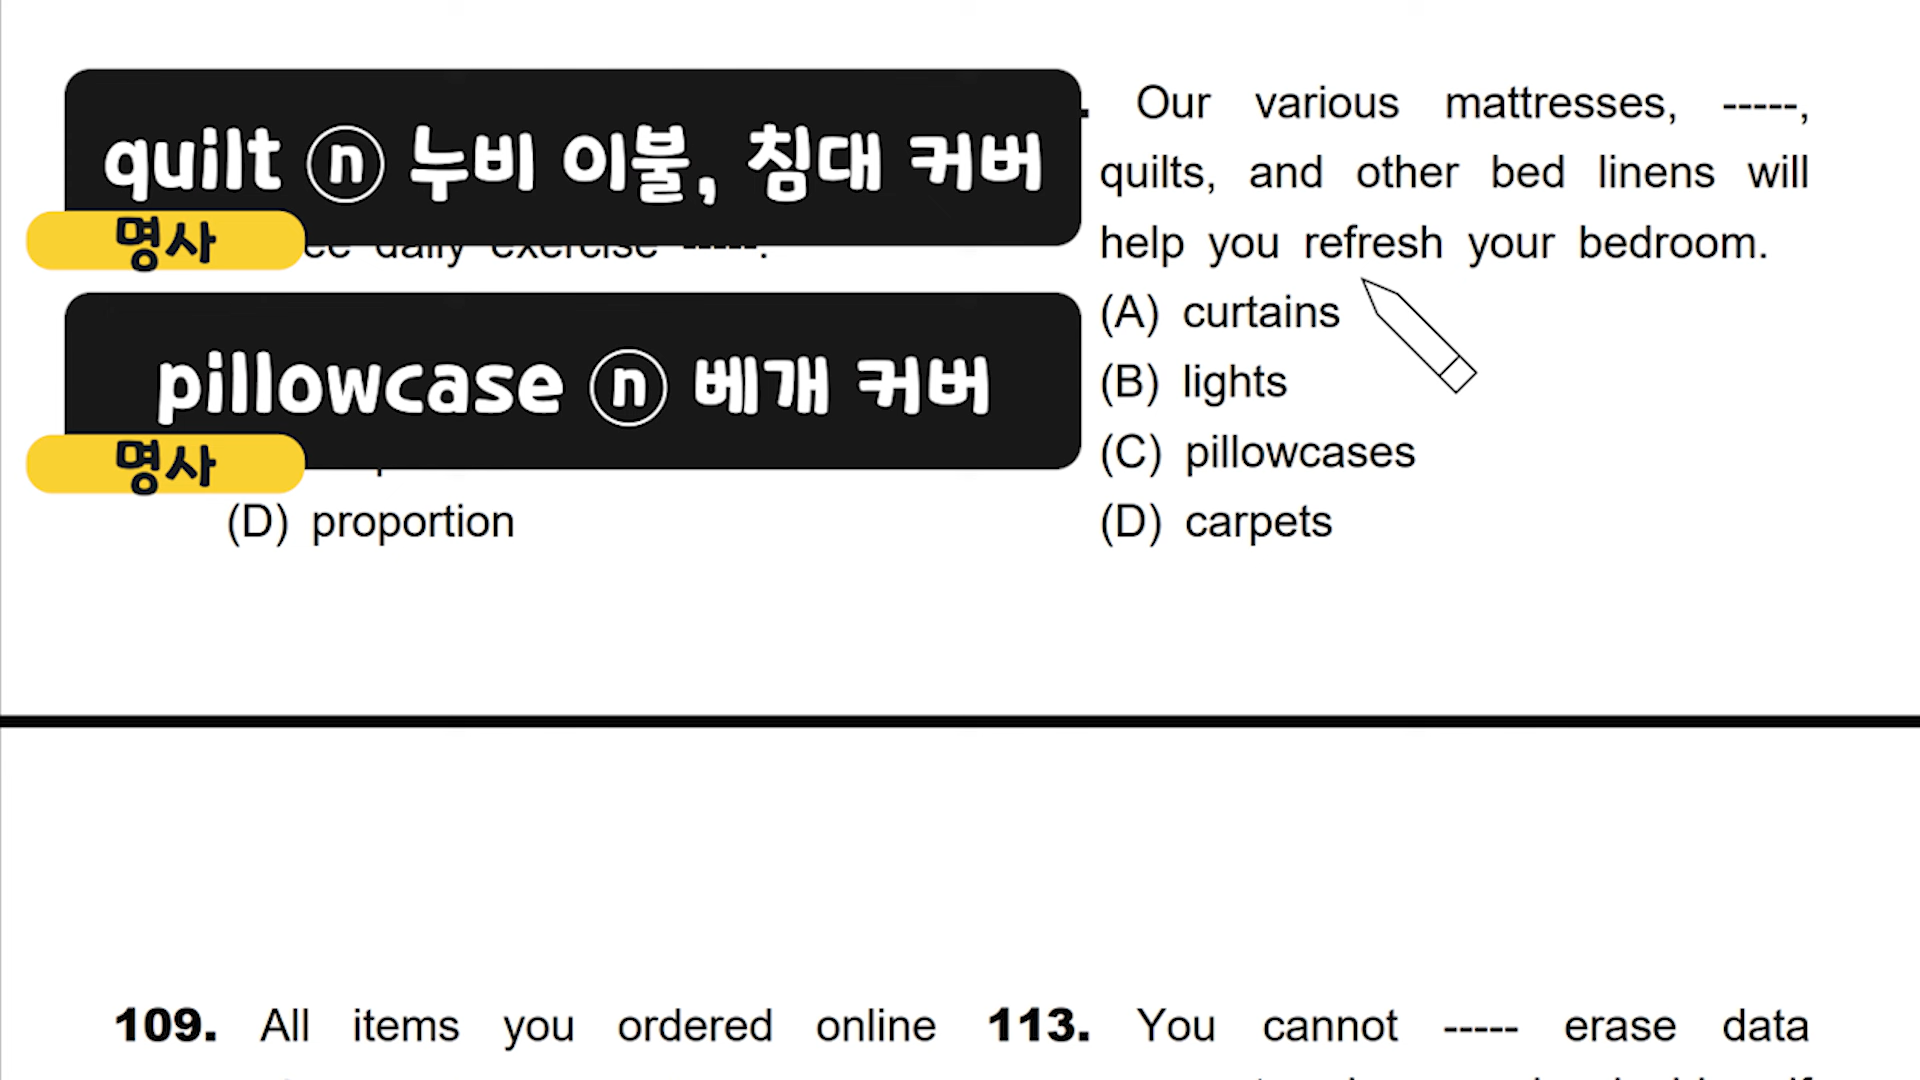 quilt ⓝ 누비 이불, 침대 커버
명사
daily exercise -----.
pillowcase ⓝ 베개 커버
명사
(D) proportion
Our various mattresses, -----,
quilts, and other bed linens will
help you refresh your bedroom.
(A) curtains
(B) lights
(C) pillowcases
(D) carpets
109. All items you ordered online
113. You cannot ----- erase data